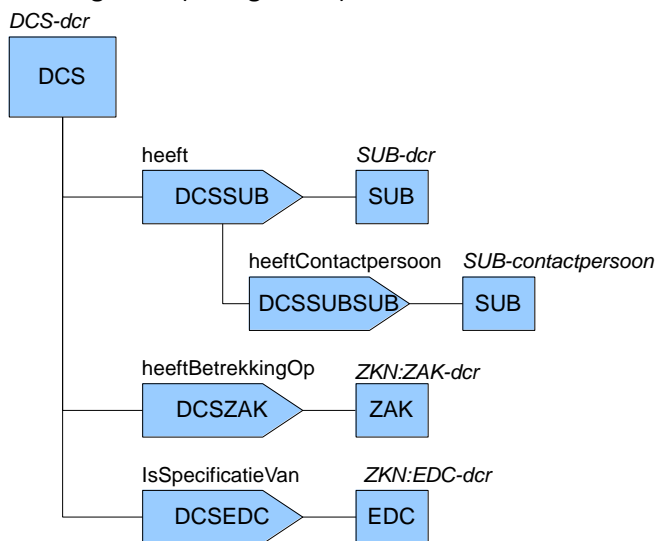 DCS-dcr
DCS
heeft
SUB-dcr
DCSSUB
SUB
heeftContactpersoon
SUB-contactpersoon
DCSSUBSUB
SUB
heeftBetrekkingOp
ZKN:ZAK-dcr
DCSZAK
ZAK
IsSpecificatieVan
ZKN:EDC-dcr
DCSEDC
EDC